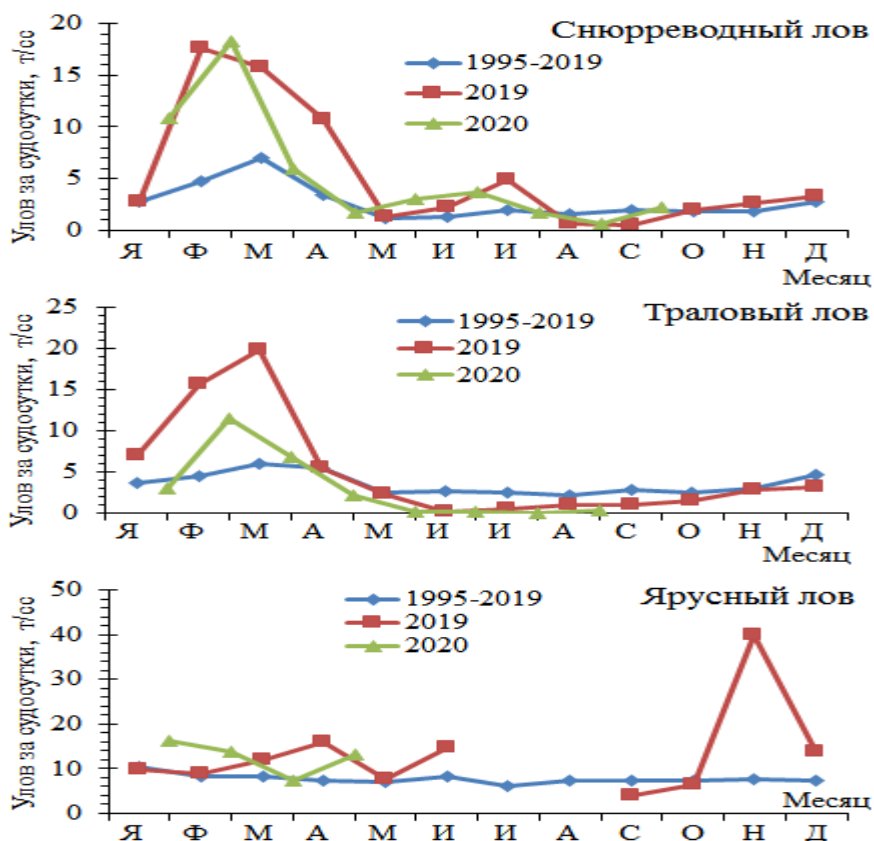 Снюрреводный лов
Улов за судосутки, т/сс
20
15
10
5
0
1995-2019
2019
2020
Я Ф М А М И И А С О Н Д
Месяц
Траловый лов
Улов за судосутки, т/сс
25
20
15
10
5
0
1995-2019
2019
2020
Я Ф М А М И И А С О Н Д
Месяц
Ярусный лов
Улов за судосутки, т/сс
50
40
30
20
10
0
1995-2019
2019
2020
Месяц
Я Ф М А М И И А С О Н Д